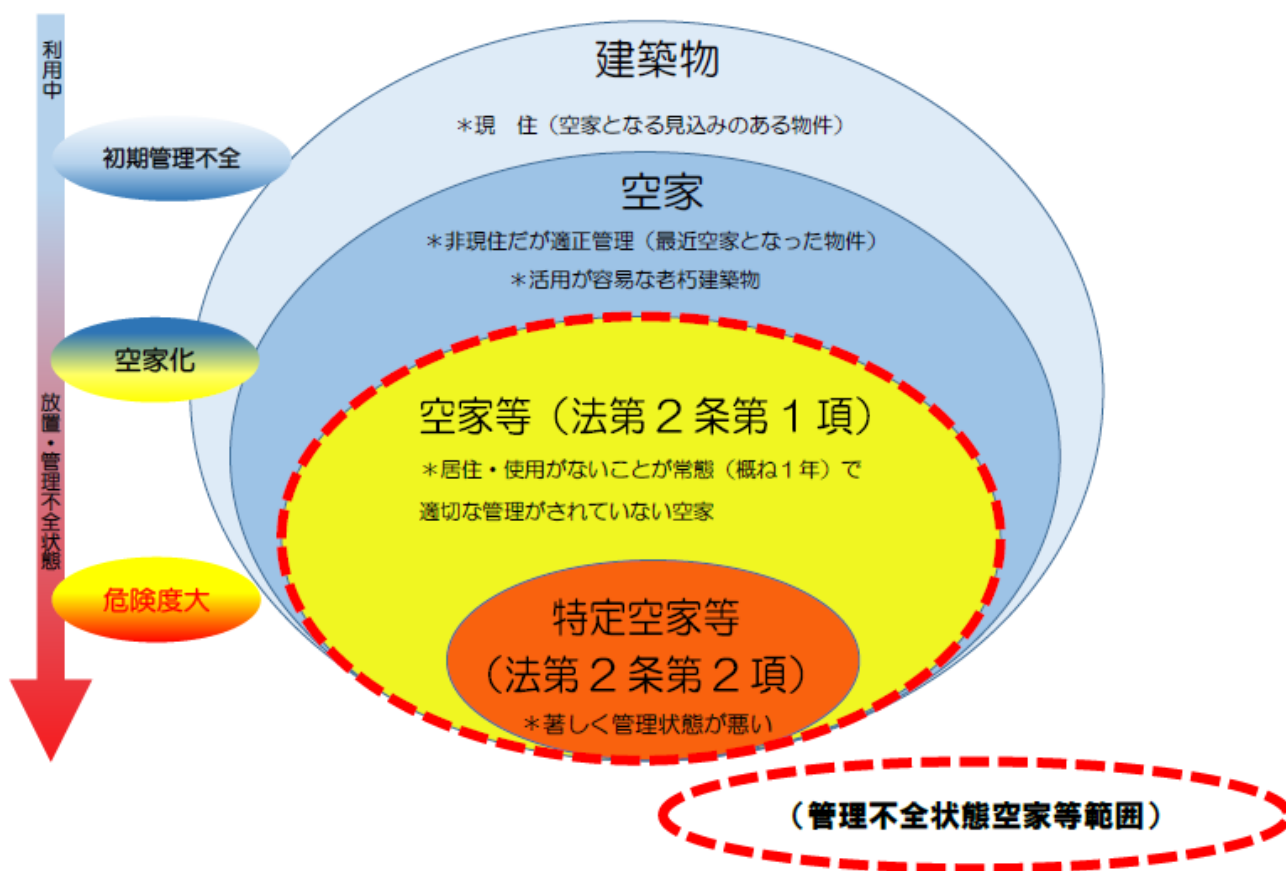 利用中
初期管理不全
空家化
放置・管理不全状態
危険度大
建築物
＊現　住（空家となる見込みのある物件）
空家
＊非現住だが適正管理（最近空家となった物件）
＊活用が容易な老朽建築物
空家等（法第２条第１項）
＊居住・使用がないことが常態（概ね１年）で
適切な管理がされていない空家
特定空家等
（法第２条第２項）
＊著しく管理状態が悪い
（管理不全状態空家等範囲）